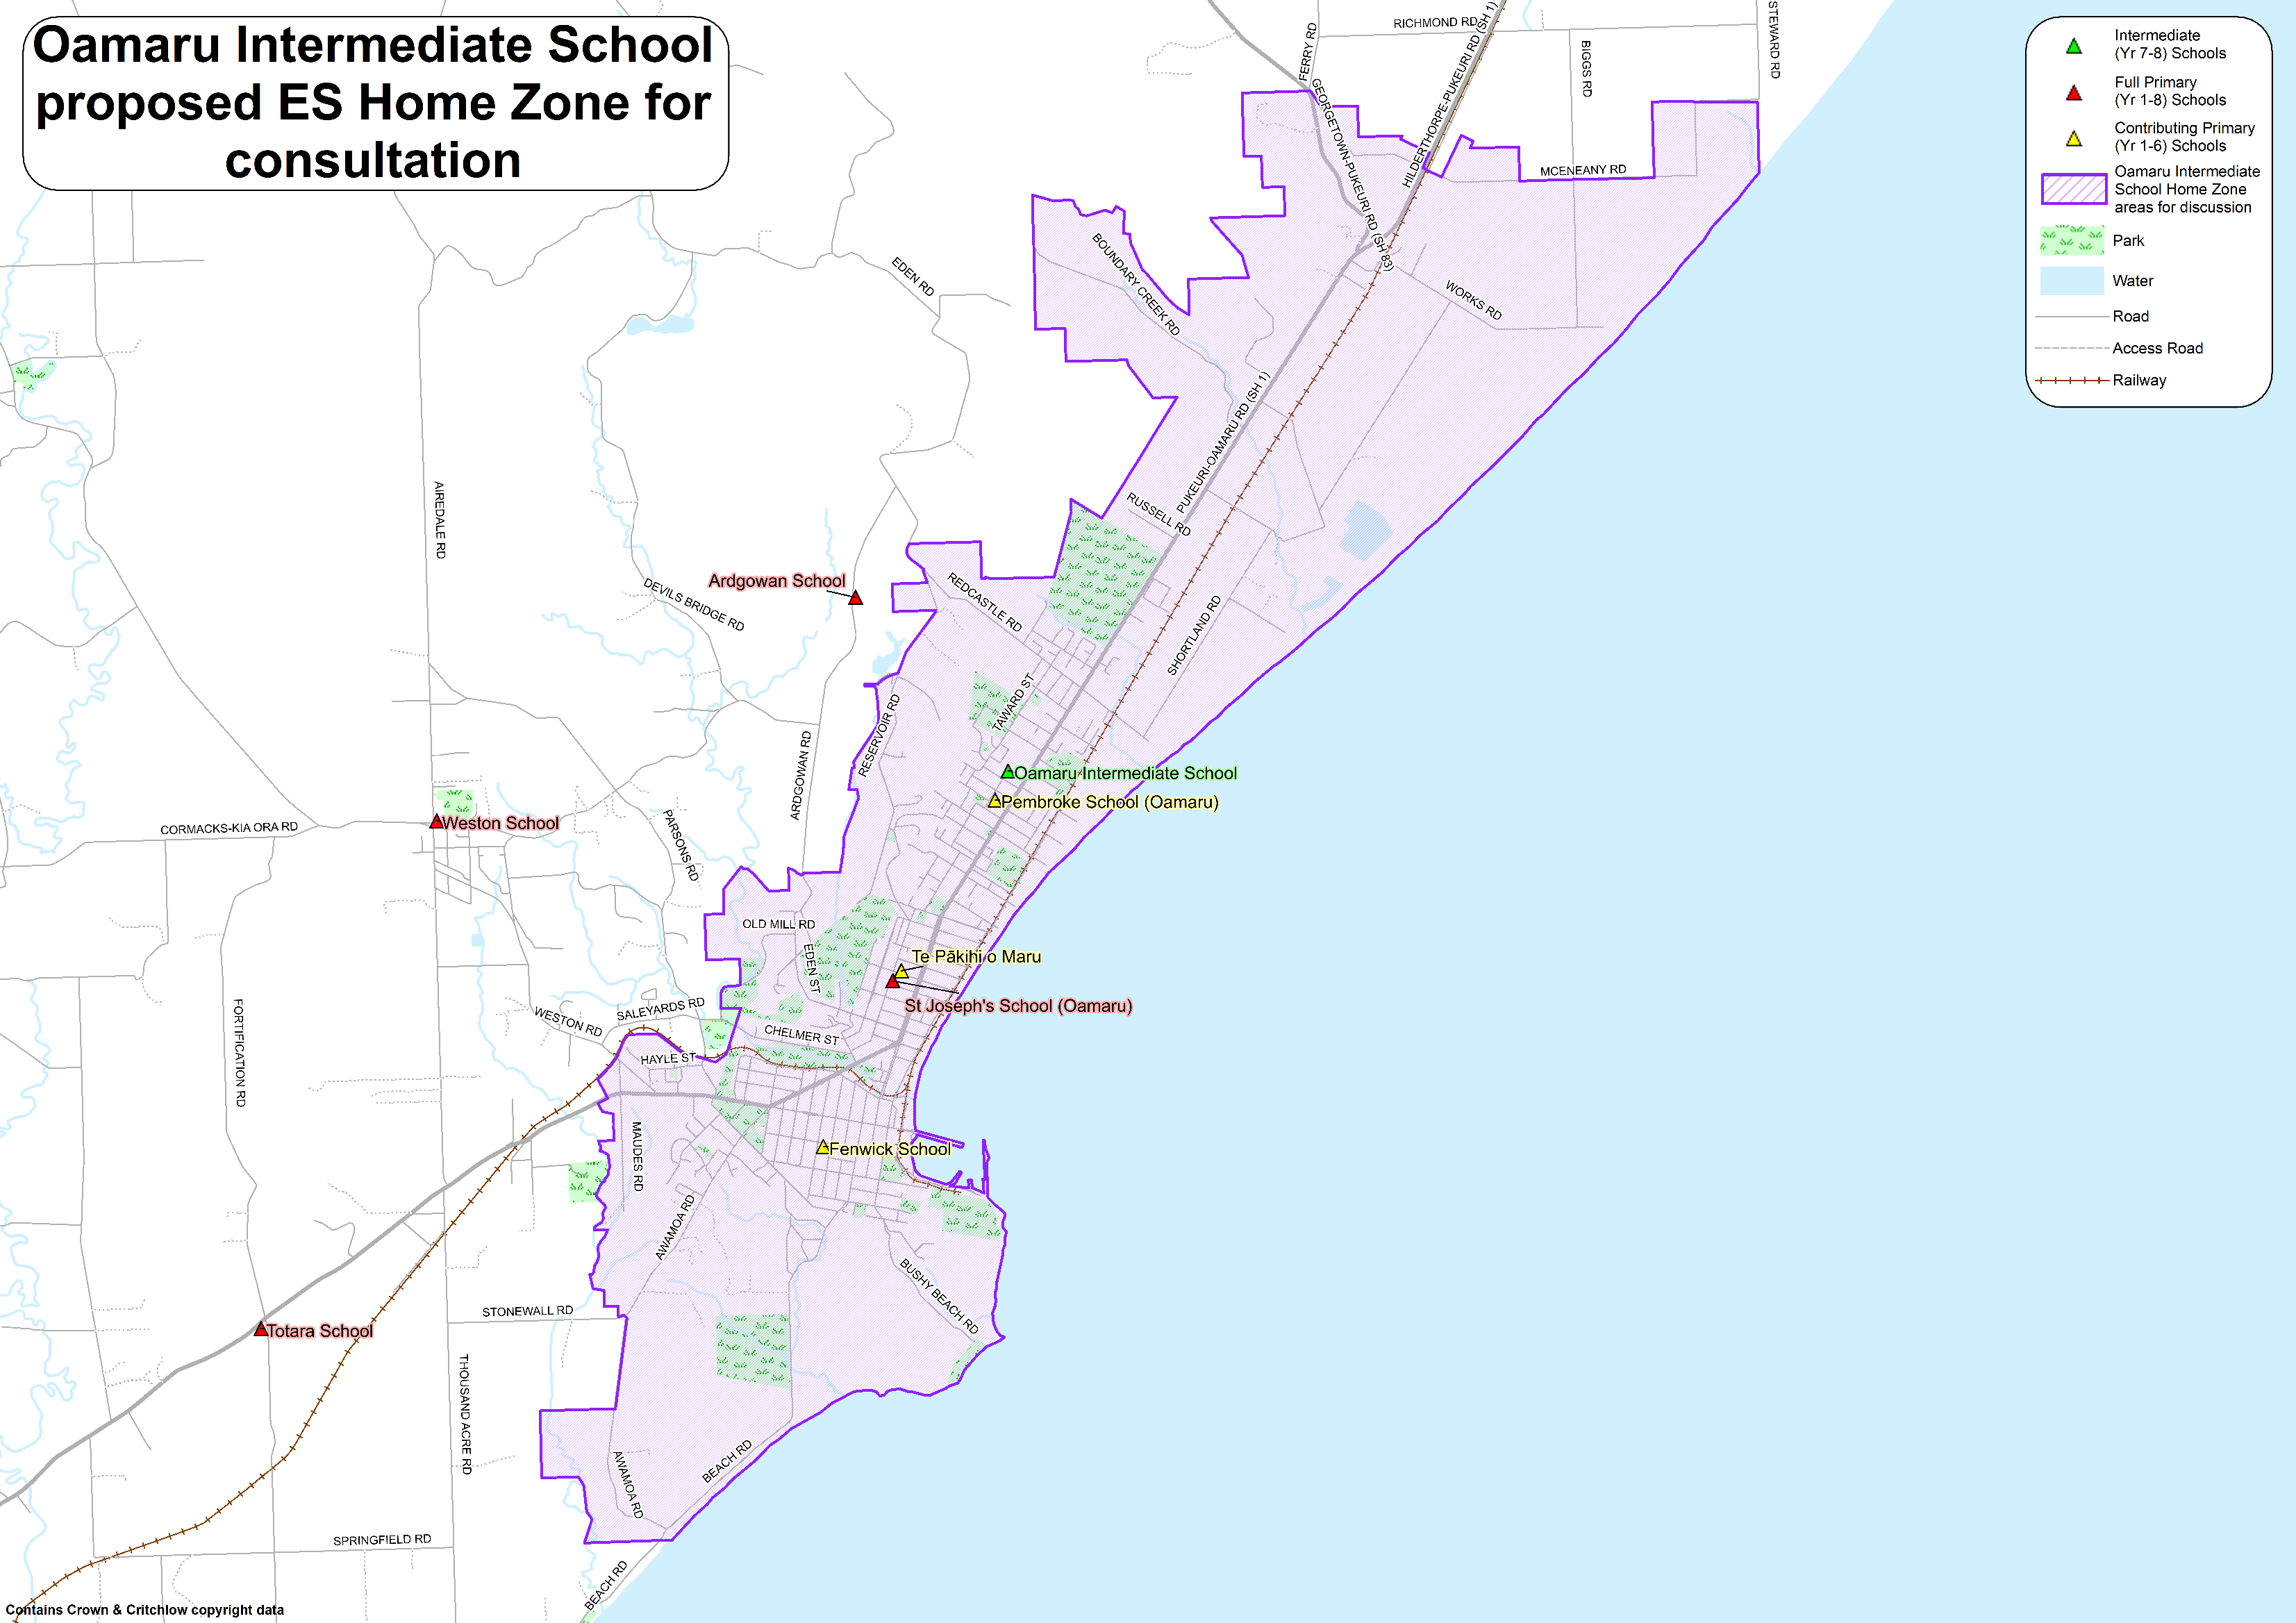 Oamaru Intermediate School
proposed ES Home Zone for
consultation
Intermediate
(Yr 7-8) Schools
Full Primary
(Yr 1-8) Schools
Contributing Primary
(Yr 1-6) Schools
Oamaru Intermediate
School Home Zone
areas for discussion
Park
Water
Road
Access Road
Railway
RICHMOND RD
STEWARD RD
FERRY RD
BIGGS RD
HILDERTHORPE-PUKEURI RD (SH 1)
GEORGETOWN-PUKEURI RD (SH 83)
MCENEANY RD
BOUNDARY CREEK RD
EDEN RD
WORKS RD
PUKEURI-OAMARU RD (SH 1)
RUSSELL RD
AIREDALE RD
Ardgowan School
DEVILS BRIDGE RD
REDCASTLE RD
SHORTLAND RD
TAWARD ST
RESERVOIR RD
ARDGOWAN RD
Oamaru Intermediate School
Pembroke School (Oamaru)
Weston School
CORMACKS-KIA ORA RD
PARSONS RD
OLD MILL RD
EDEN ST
Te Pākihi o Maru
St Joseph's School (Oamaru)
FORTIFICATION RD
WESTON RD
SALEYARDS RD
CHELMER ST
HAYLE ST
MAUDES RD
Fenwick School
AWAMOA RD
BUSHY BEACH RD
STONEWALL RD
Totara School
THOUSAND ACRE RD
BEACH RD
AWAMOA RD
SPRINGFIELD RD
BEACH RD
Contains Crown & Critchlow copyright data